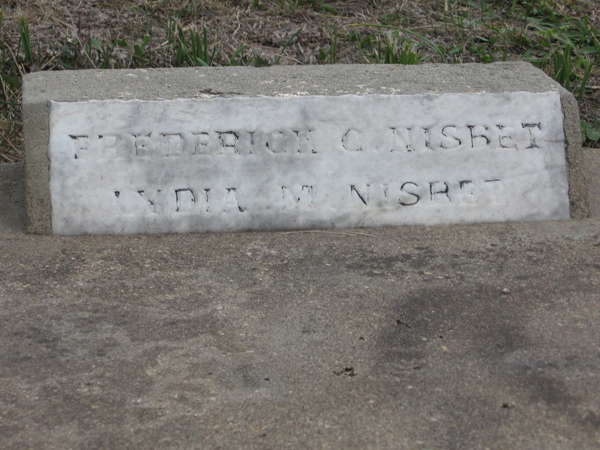 FREDERICK C. NISBET
LYDIA M. NISBET